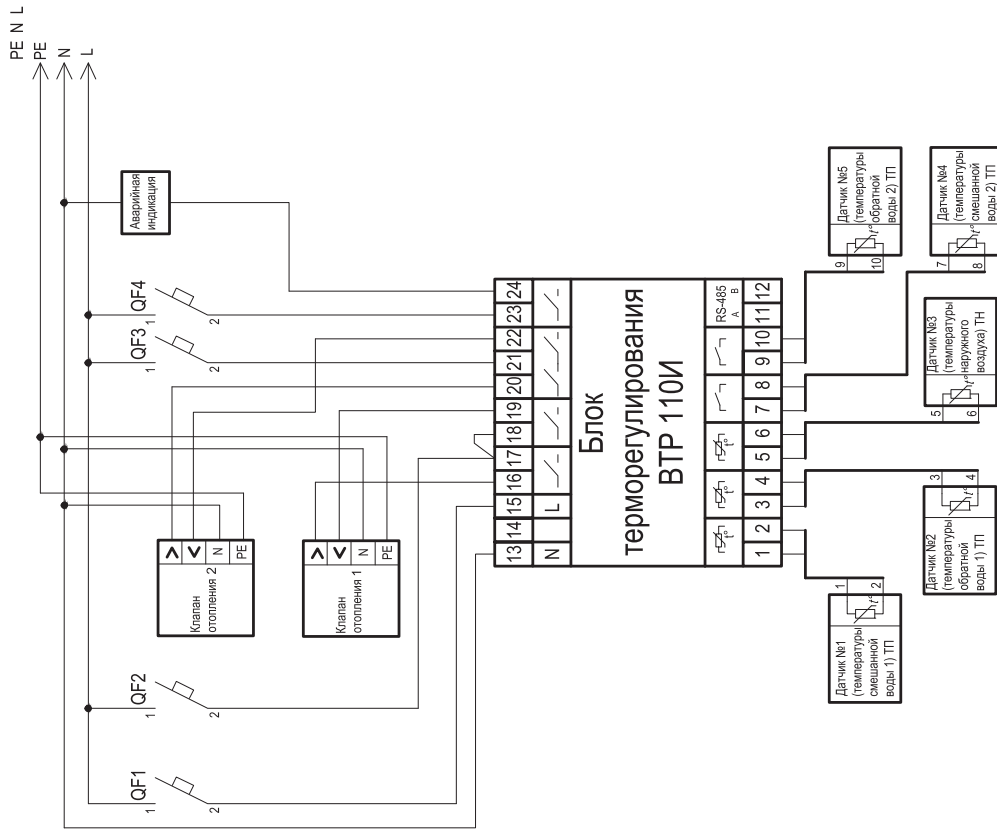 PE N L
PE
N
L
Аварийная
индикация
QF4
1
2
QF3
1
2
Клапан
отопления 2
N
PE
Клапан
отопления 1
N
PE
QF2
1
2
QF1
1
2
13 14 15 16 17 18 19 20 21 22 23 24
N L
Блок
терморегулирования
ВТР 110И
t° t° t° RS-485
A B
1 2 3 4 5 6 7 8 9 10 11 12
Датчик №1
(температуры
смешанной
воды 1) ТП
t°
1
2
Датчик №2
(температуры
обратной
воды 1) ТП
t°
3
4
Датчик №3
(температуры
наружного
воздуха) ТН
t°
5
6
Датчик №4
(температуры
смешанной
воды 2) ТП
t°
7
8
Датчик №5
(температуры
обратной
воды 2) ТП
t°
9
10